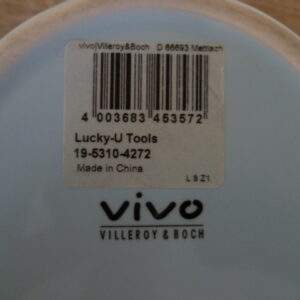 vivo|Villeroy&Boch D 66693 Mettlach
4 003683 453572
Lucky-U Tools
19-5310-4272
Made in China
L 8 Z1
vivo
VILLEROY & BOCH